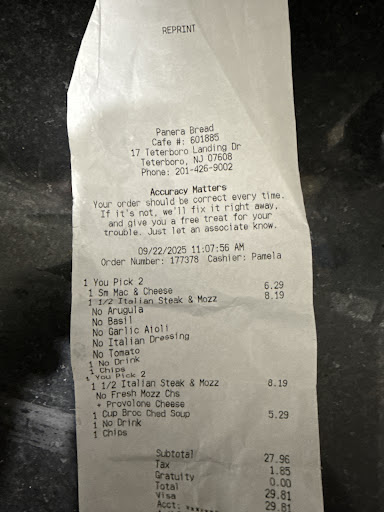 REPRINT
Panera Bread
Cafe #: 601885
17 Teterboro Landing Dr
Teterboro, NJ 07608
Phone: 201-426-9002
Accuracy Matters
Your order should be correct every time.
If it's not, we'll fix it right away,
and give you a free treat for your
trouble. Just let an associate know.
09/22/2025 11:07:56 AM
Order Number: 177378 Cashier: Pamela
1 You Pick 2
1 Sm Mac & Cheese 6.29
1 1/2 Italian Steak & Mozz 8.19
No Arugula
No Basil
No Garlic Aioli
No Italian Dressing
No Tomato
1 No Drink
1 Chips
1 You Pick 2
1 1/2 Italian Steak & Mozz 8.19
No Fresh Mozz Chs
+ Provolone Cheese
1 Cup Broc Ched Soup 5.29
1 No Drink
1 Chips
Subtotal 27.96
Tax 1.85
Gratuity 0.00
Total 29.81
Visa 29.81
Acct: